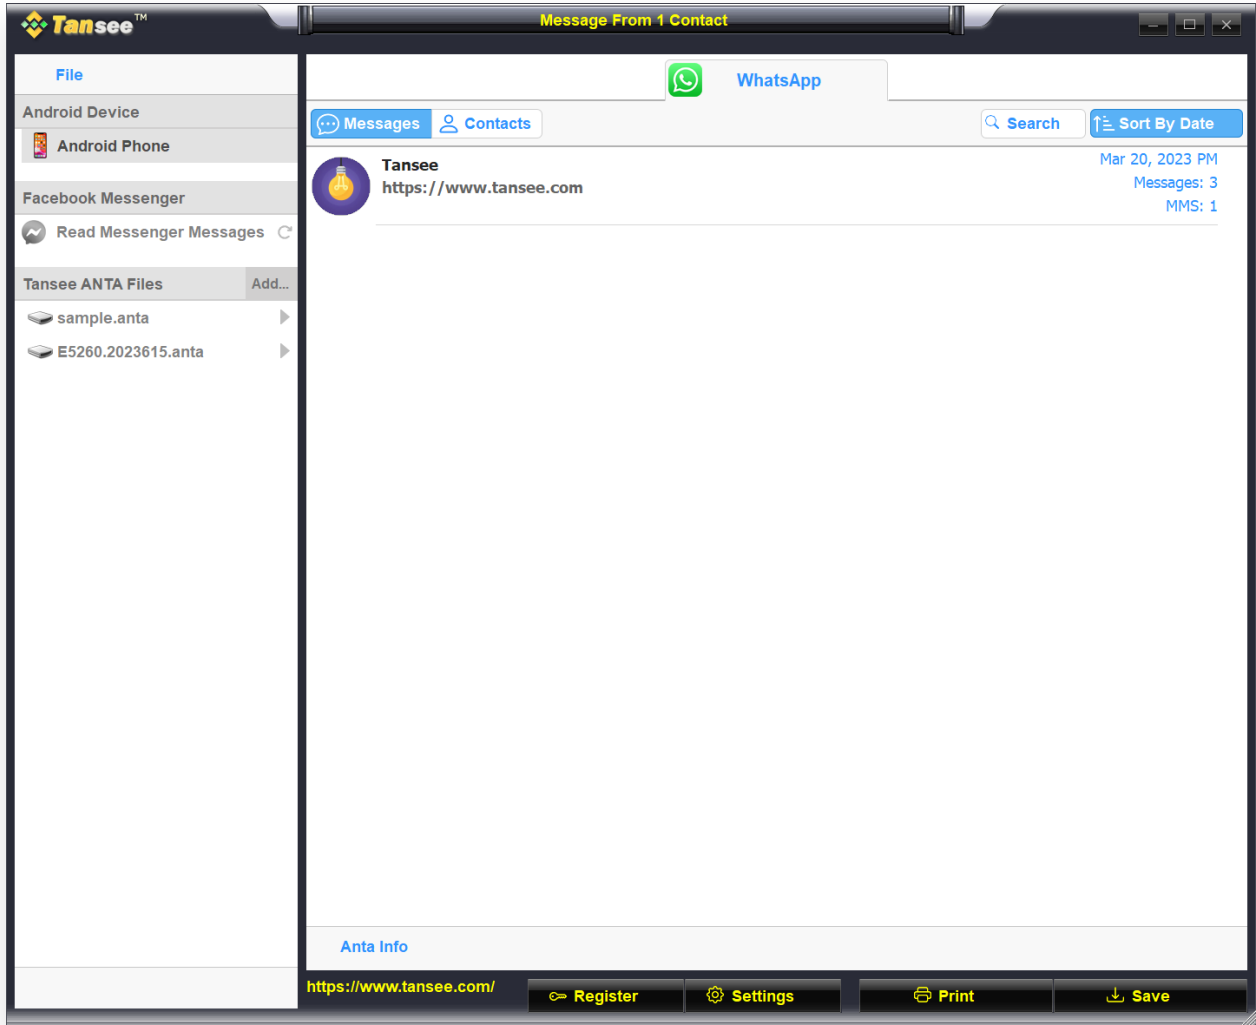 Tansee™
Message From 1 Contact
File
WhatsApp
Android Device
Messages
Contacts
Search
Sort By Date
Android Phone
Tansee
https://www.tansee.com
Mar 20, 2023 PM
Messages: 3
MMS: 1
Facebook Messenger
Read Messenger Messages
Tansee ANTA Files
Add...
sample.anta
E5260.2023615.anta
Anta Info
https://www.tansee.com/
Register
Settings
Print
Save